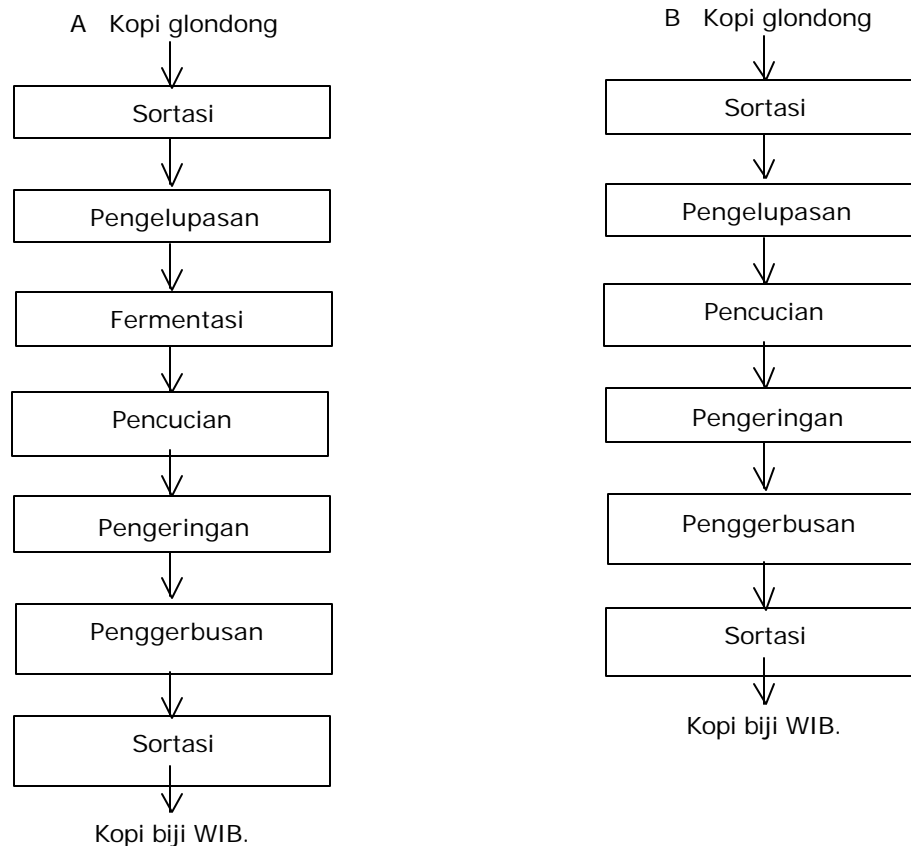 A Kopi glondong
Sortasi
Pengelupasan
Fermentasi
Pencucian
Pengeringan
Penggerbusan
Sortasi
Kopi biji WIB.
B Kopi glondong
Sortasi
Pengelupasan
Pencucian
Pengeringan
Penggerbusan
Sortasi
Kopi biji WIB.